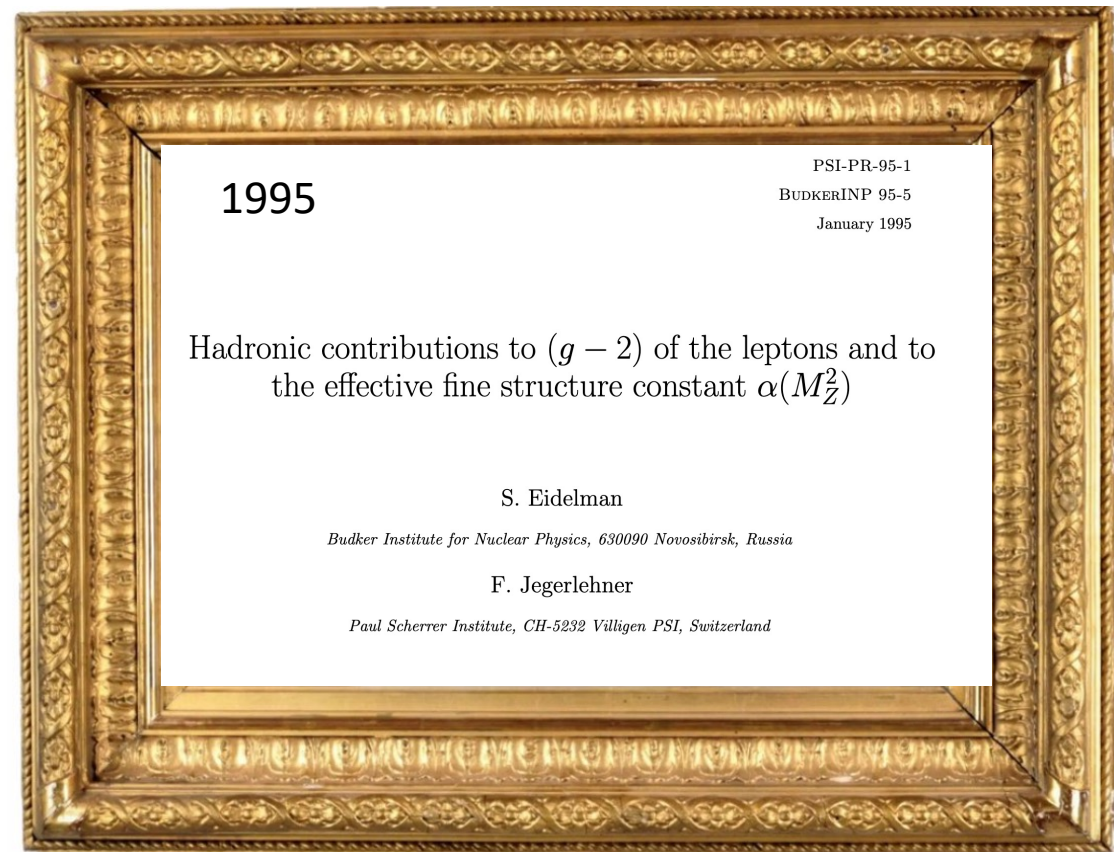 1995
PSI-PR-95-1
BUDKERINP 95-5
January 1995
Hadronic contributions to (g − 2) of the leptons and to
the effective fine structure constant α(M_Z^2)
S. Eidelman
Budker Institute for Nuclear Physics, 630090 Novosibirsk, Russia
F. Jegerlehner
Paul Scherrer Institute, CH-5232 Villigen PSI, Switzerland